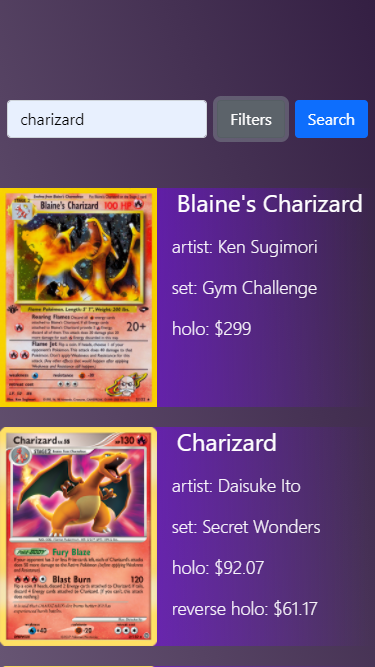 charizard
Filters
Search
Blaine's Charizard
artist: Ken Sugimori
set: Gym Challenge
holo: $299
Blaine's Charizard 100 HP
20+
Charizard
artist: Daisuke Ito
set: Secret Wonders
holo: $92.07
reverse holo: $61.17
Charizard
130
Fury Blaze
Blast Burn 120